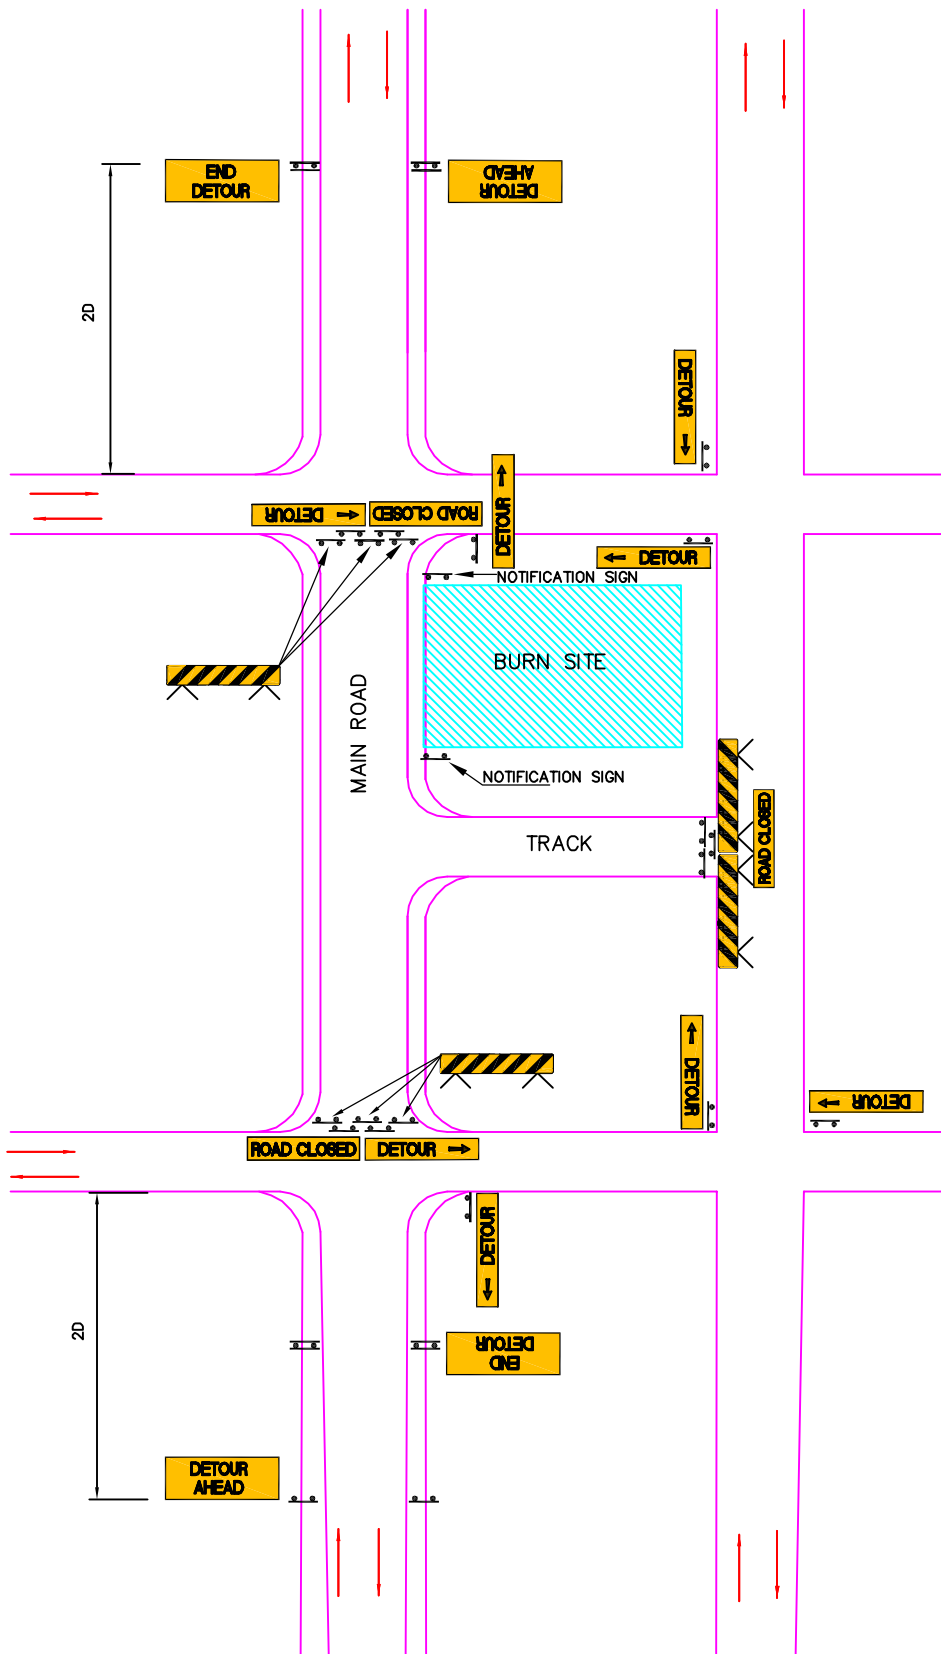 END
DETOUR
DETOUR
AHEAD
2D
DETOUR
DETOUR
ROAD CLOSED
DETOUR
DETOUR
NOTIFICATION SIGN
BURN SITE
MAIN ROAD
NOTIFICATION SIGN
TRACK
ROAD CLOSED
DETOUR
DETOUR
ROAD CLOSED
DETOUR
DETOUR
2D
END
DETOUR
DETOUR
AHEAD